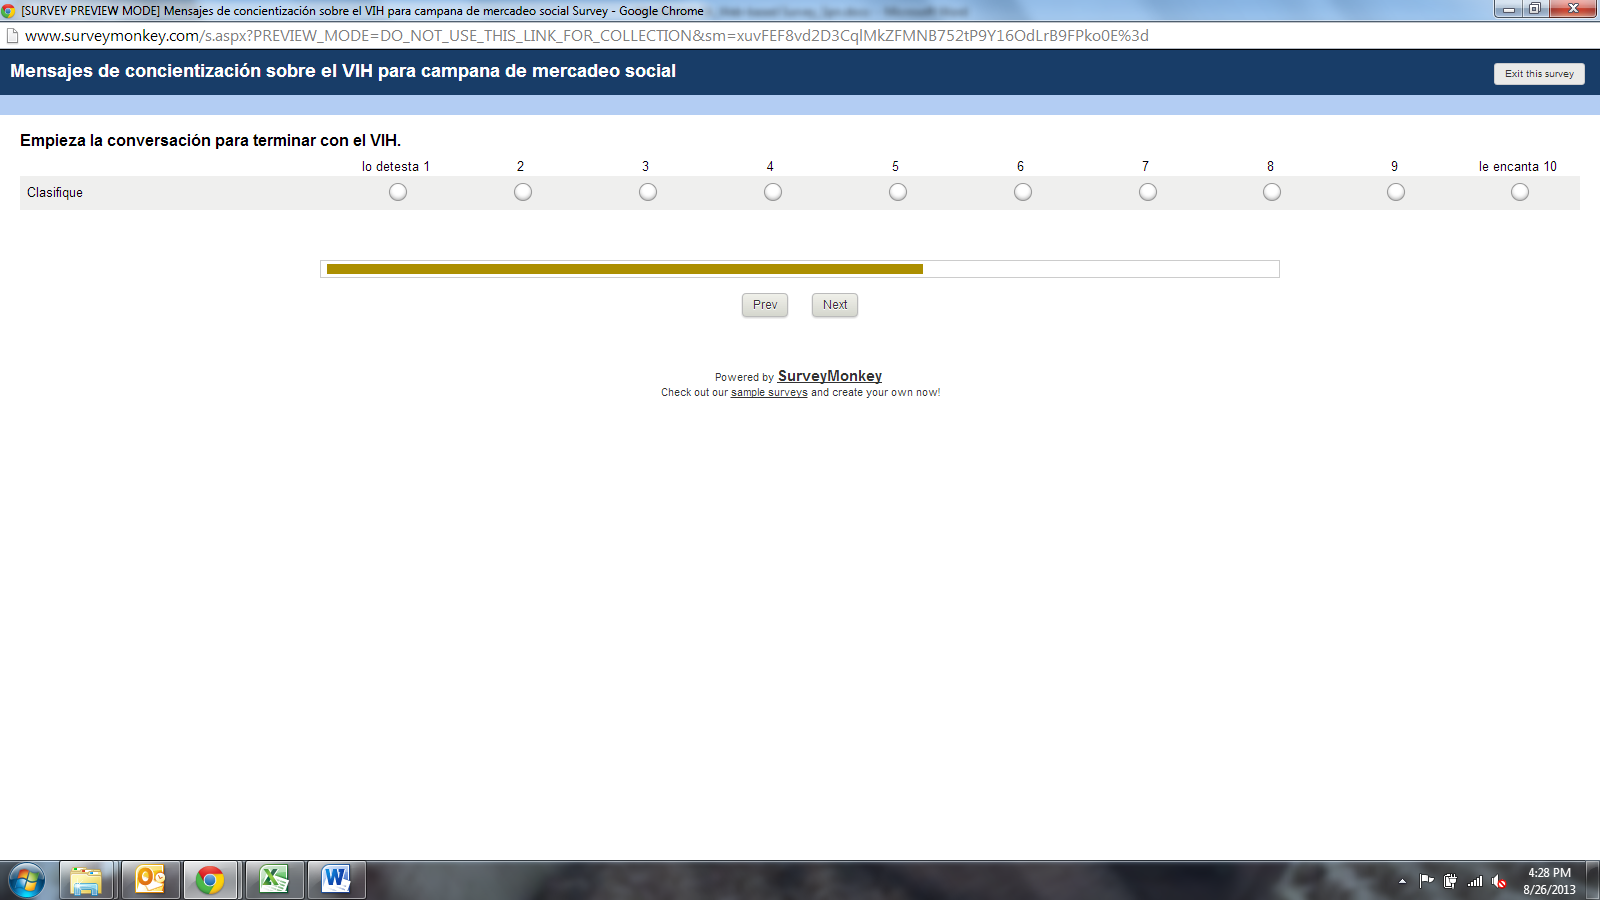 [SURVEY PREVIEW MODE] Mensajes de concientización sobre el VIH para campana de mercadeo social Survey - Google Chrome
www.surveymonkey.com/s.aspx?PREVIEW_MODE=DO_NOT_USE_THIS_LINK_FOR_COLLECTION&sm=xuvFEF8vd2D3CqlMkZFMNB752tP9Y16OdLrB9FPko0E%3d
Mensajes de concientización sobre el VIH para campana de mercadeo social
Exit this survey
Empieza la conversación para terminar con el VIH.
lo detesta 1 2 3 4 5 6 7 8 9 le encanta 10
Clasifique
Prev Next
Powered by SurveyMonkey
Check out our sample surveys and create your own now!
4:28 PM
8/26/2013